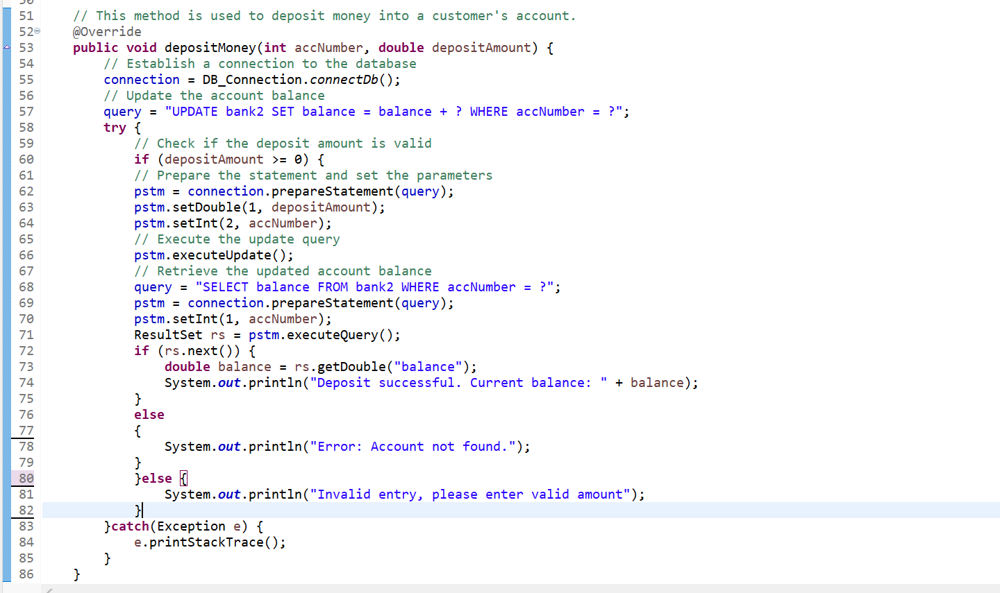 50
51 // This method is used to deposit money into a customer's account.
52 @Override
53 public void depositMoney(int accNumber, double depositAmount) {
54 // Establish a connection to the database
55 connection = DB_Connection.connectDb();
56 // Update the account balance
57 query = "UPDATE bank2 SET balance = balance + ? WHERE accNumber = ?";
58 try {
59 // Check if the deposit amount is valid
60 if (depositAmount >= 0) {
61 // Prepare the statement and set the parameters
62 pstm = connection.prepareStatement(query);
63 pstm.setDouble(1, depositAmount);
64 pstm.setInt(2, accNumber);
65 // Execute the update query
66 pstm.executeUpdate();
67 // Retrieve the updated account balance
68 query = "SELECT balance FROM bank2 WHERE accNumber = ?";
69 pstm = connection.prepareStatement(query);
70 pstm.setInt(1, accNumber);
71 ResultSet rs = pstm.executeQuery();
72 if (rs.next()) {
73 double balance = rs.getDouble("balance");
74 System.out.println("Deposit successful. Current balance: " + balance);
75 }
76 else
77 {
78 System.out.println("Error: Account not found.");
79 }
80 }else {
81 System.out.println("Invalid entry, please enter valid amount");
82 }
83 }catch(Exception e) {
84 e.printStackTrace();
85 }
86 }